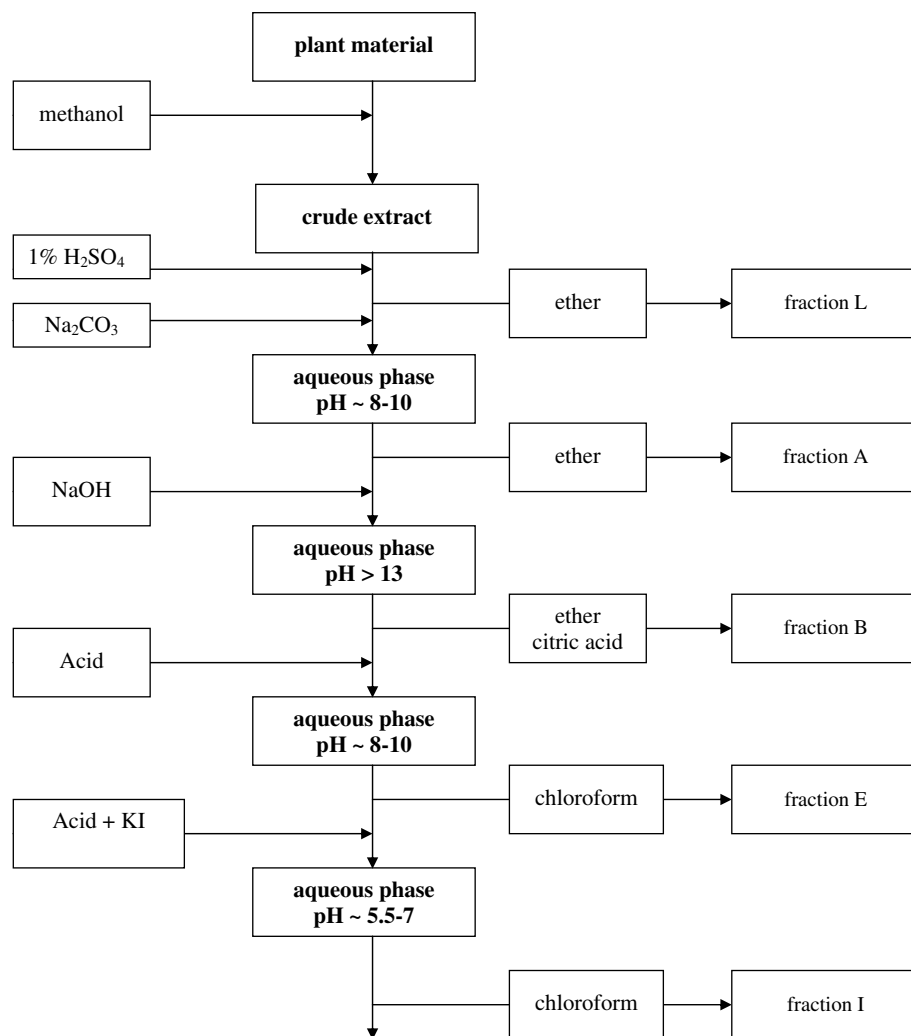 plant material
methanol
crude extract
1% H₂SO₄
ether
fraction L
Na₂CO₃
aqueous phase
pH ~ 8-10
ether
fraction A
NaOH
aqueous phase
pH > 13
ether
citric acid
fraction B
Acid
aqueous phase
pH ~ 8-10
chloroform
fraction E
Acid + KI
aqueous phase
pH ~ 5.5-7
chloroform
fraction I